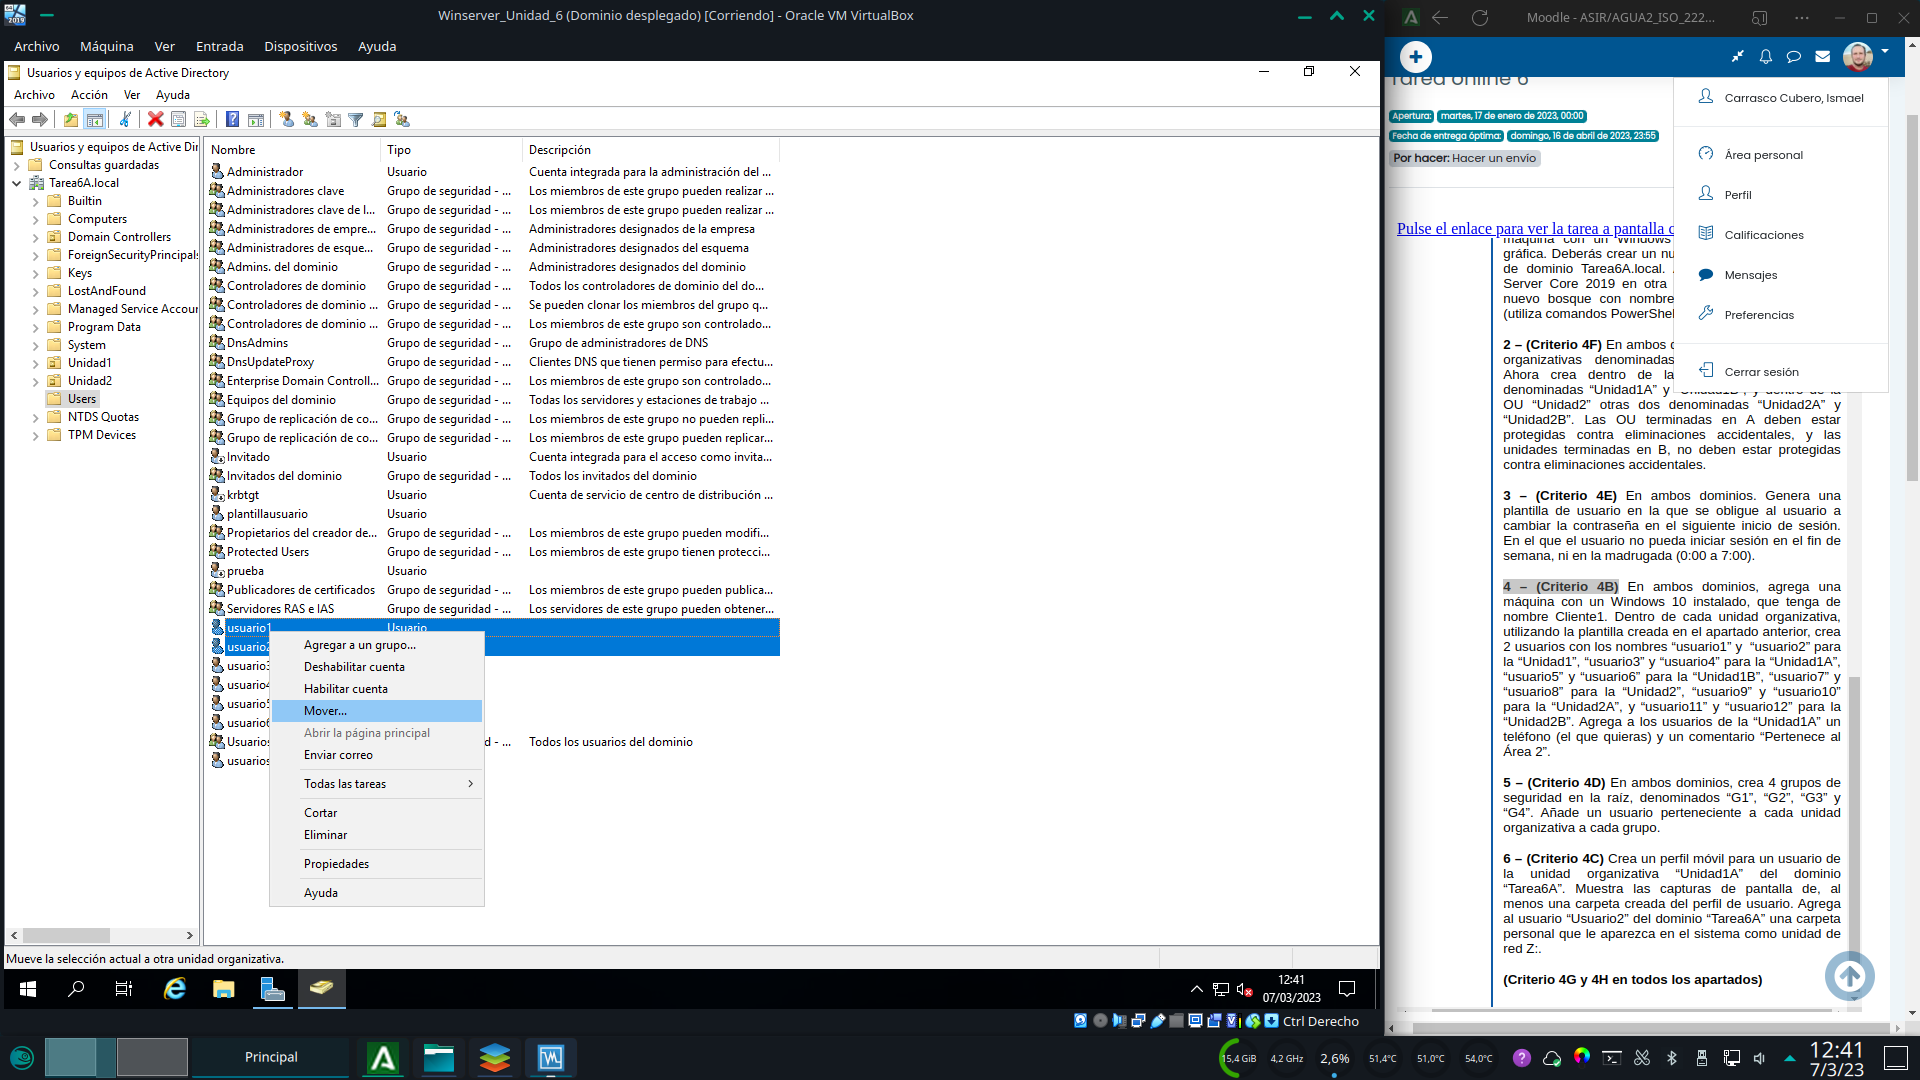 Winserver_Unidad_6 (Dominio desplegado) [Corriendo] - Oracle VM VirtualBox
Archivo Máquina Ver Entrada Dispositivos Ayuda
Usuarios y equipos de Active Directory
Archivo Acción Ver Ayuda
Usuarios y equipos de Active Dir
Consultas guardadas
Tarea6A.local
Builtin
Computers
Domain Controllers
ForeignSecurityPrincipals
Keys
LostAndFound
Managed Service Accour
Program Data
System
Unidad1
Unidad2
Users
NTDS Quotas
TPM Devices
Nombre Tipo Descripción
Administrador Usuario Cuenta integrada para la administración del ...
Administradores clave Grupo de seguridad - ... Los miembros de este grupo pueden realizar ...
Administradores clave de l... Grupo de seguridad - ... Los miembros de este grupo pueden realizar ...
Administradores de empre... Grupo de seguridad - ... Administradores designados de la empresa
Administradores de esque... Grupo de seguridad - ... Administradores designados del esquema
Admins. del dominio Grupo de seguridad - ... Administradores designados del dominio
Controladores de dominio Grupo de seguridad - ... Todos los controladores de dominio del do...
Controladores de dominio ... Grupo de seguridad - ... Se pueden clonar los miembros del grupo q...
Controladores de dominio ... Grupo de seguridad - ... Los miembros de este grupo son controlado...
DnsAdmins Grupo de seguridad - ... Grupo de administradores de DNS
DnsUpdateProxy Grupo de seguridad - ... Clientes DNS que tienen permiso para efectu...
Enterprise Domain Controll... Grupo de seguridad - ... Los miembros de este grupo son controlado...
Equipos del dominio Grupo de seguridad - ... Todas los servidores y estaciones de trabajo ...
Grupo de replicación de co... Grupo de seguridad - ... Los miembros de este grupo no pueden repli...
Grupo de replicación de co... Grupo de seguridad - ... Los miembros de este grupo pueden replicar...
Invitado Usuario Cuenta integrada para el acceso como invita...
Invitados del dominio Grupo de seguridad - ... Todos los invitados del dominio
krbtgt Usuario Cuenta de servicio de centro de distribución ...
plantillausuario Usuario
Propietarios del creador de... Grupo de seguridad - ... Los miembros de este grupo pueden modifi...
Protected Users Grupo de seguridad - ... Los miembros de este grupo tienen protecci...
prueba Usuario
Publicadores de certificados Grupo de seguridad - ... Los miembros de este grupo pueden publica...
Servidores RAS e IAS Grupo de seguridad - ... Los servidores de este grupo pueden obtener...
usuario1 Usuario
usuario2
usuario3
usuario4
usuario5
usuario6
Usuarios d - ... Todos los usuarios del dominio
usuarios
Agregar a un grupo...
Deshabilitar cuenta
Habilitar cuenta
Mover...
Abrir la página principal
Enviar correo
Todas las tareas
Cortar
Eliminar
Propiedades
Ayuda
Mueve la selección actual a otra unidad organizativa.
12:41
07/03/2023
Ctrl Derecho
Moodle - ASIR/AGUA2_ISO_222...
Tarea online 6
Apertura: martes, 17 de enero de 2023, 00:00
Fecha de entrega óptima: domingo, 16 de abril de 2023, 23:55
Por hacer: Hacer un envío
Carrasco Cubero, Ismael
Área personal
Perfil
Calificaciones
Mensajes
Preferencias
Cerrar sesión
Pulse el enlace para ver la tarea a pantalla c
máquina con un Windows
gráfica. Deberás crear un nu
de dominio Tarea6A.local.
Server Core 2019 en otra
nuevo bosque con nombre
(utiliza comandos PowerShel
2 – (Criterio 4F) En ambos
organizativas denominadas
Ahora crea dentro de la
denominadas “Unidad1A” y “Unidad1B”, y dentro de la
OU “Unidad2” otras dos denominadas “Unidad2A” y
“Unidad2B”. Las OU terminadas en A deben estar
protegidas contra eliminaciones accidentales, y las
unidades terminadas en B, no deben estar protegidas
contra eliminaciones accidentales.
3 – (Criterio 4E) En ambos dominios. Genera una
plantilla de usuario en la que se obligue al usuario a
cambiar la contraseña en el siguiente inicio de sesión.
En el que el usuario no pueda iniciar sesión en el fin de
semana, ni en la madrugada (0:00 a 7:00).
4 – (Criterio 4B) En ambos dominios, agrega una
máquina con un Windows 10 instalado, que tenga de
nombre Cliente1. Dentro de cada unidad organizativa,
utilizando la plantilla creada en el apartado anterior, crea
2 usuarios con los nombres “usuario1” y “usuario2” para
la “Unidad1”, “usuario3” y “usuario4” para la “Unidad1A”,
“usuario5” y “usuario6” para la “Unidad1B”, “usuario7” y
“usuario8” para la “Unidad2”, “usuario9” y “usuario10”
para la “Unidad2A”, y “usuario11” y “usuario12” para la
“Unidad2B”. Agrega a los usuarios de la “Unidad1A” un
teléfono (el que quieras) y un comentario “Pertenece al
Área 2”.
5 – (Criterio 4D) En ambos dominios, crea 4 grupos de
seguridad en la raíz, denominados “G1”, “G2”, “G3” y
“G4”. Añade un usuario perteneciente a cada unidad
organizativa a cada grupo.
6 – (Criterio 4C) Crea un perfil móvil para un usuario de
la unidad organizativa “Unidad1A” del dominio
“Tarea6A”. Muestra las capturas de pantalla de, al
menos una carpeta creada del perfil de usuario. Agrega
al usuario “Usuario2” del dominio “Tarea6A” una carpeta
personal que le aparezca en el sistema como unidad de
red Z:.
(Criterio 4G y 4H en todos los apartados)
Principal
15,4 GiB 4,2 GHz 2,6% 51,4°C 51,0°C 54,0°C
12:41
7/3/23